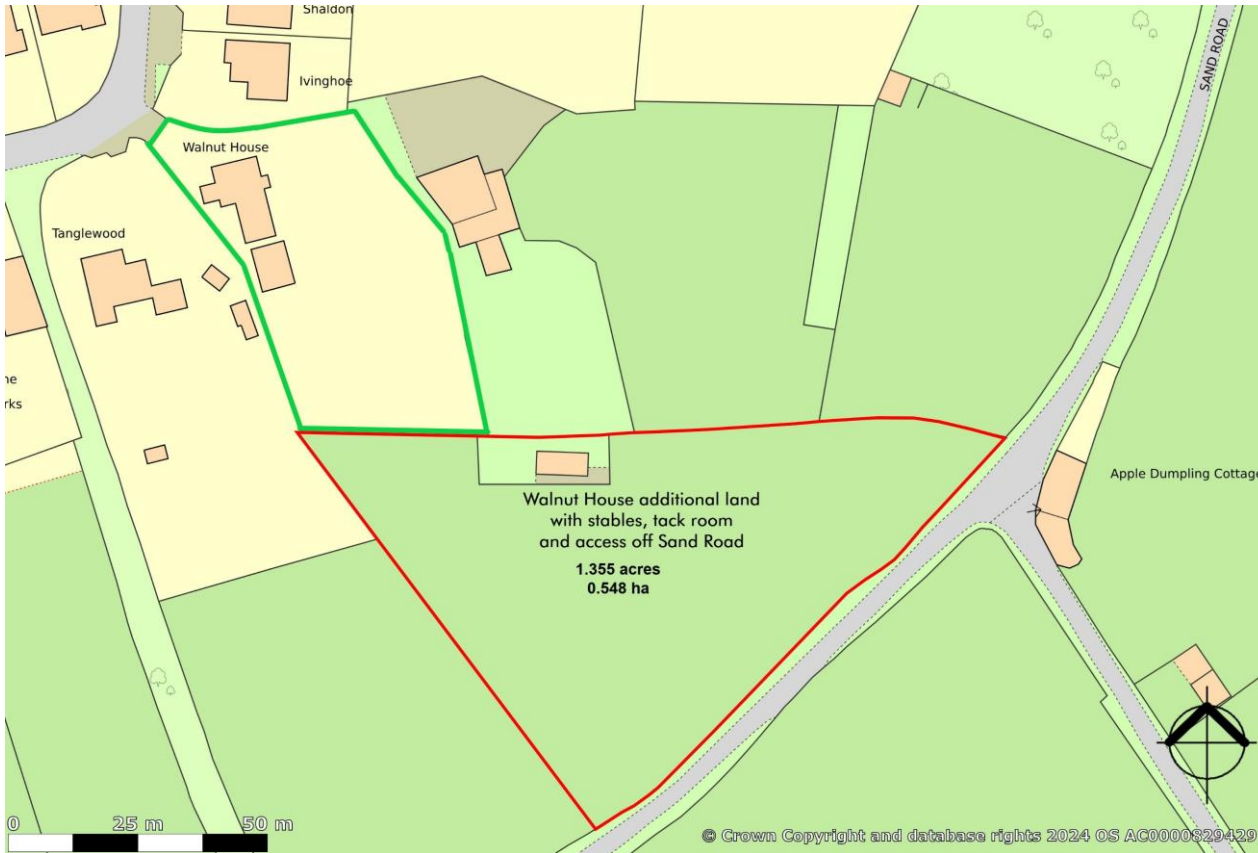 Shaldon
Ivinghoe
SAND ROAD
Walnut House
Tanglewood
ne
rks
Apple Dumpling Cottage
Walnut House additional land
with stables, tack room
and access off Sand Road
1.355 acres
0.548 ha
0 25 m 50 m
© Crown Copyright and database rights 2024 OS AC0000829429